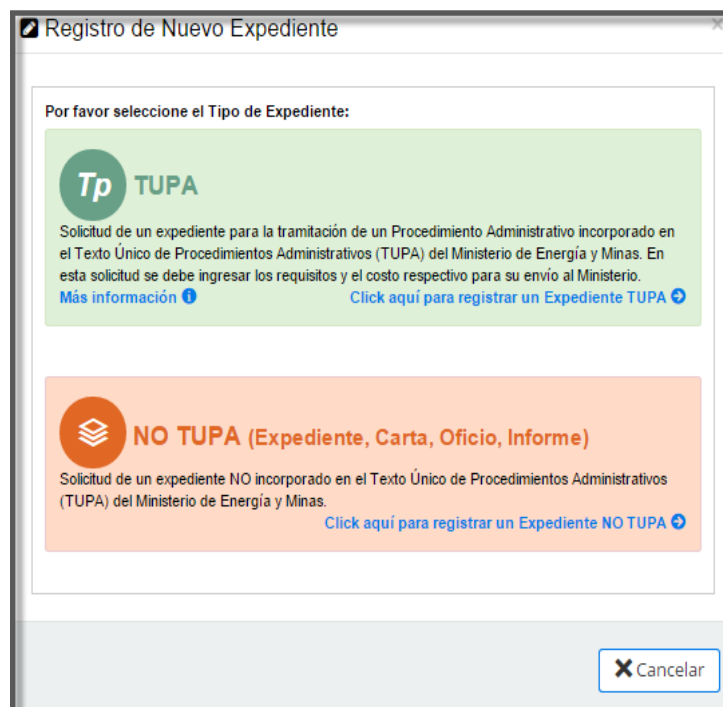 Registro de Nuevo Expediente
Por favor seleccione el Tipo de Expediente:
Tp TUPA
Solicitud de un expediente para la tramitación de un Procedimiento Administrativo incorporado en
el Texto Único de Procedimientos Administrativos (TUPA) del Ministerio de Energía y Minas. En
esta solicitud se debe ingresar los requisitos y el costo respectivo para su envío al Ministerio.
Más información Click aquí para registrar un Expediente TUPA
NO TUPA (Expediente, Carta, Oficio, Informe)
Solicitud de un expediente NO incorporado en el Texto Único de Procedimientos Administrativos
(TUPA) del Ministerio de Energía y Minas.
Click aquí para registrar un Expediente NO TUPA
Cancelar